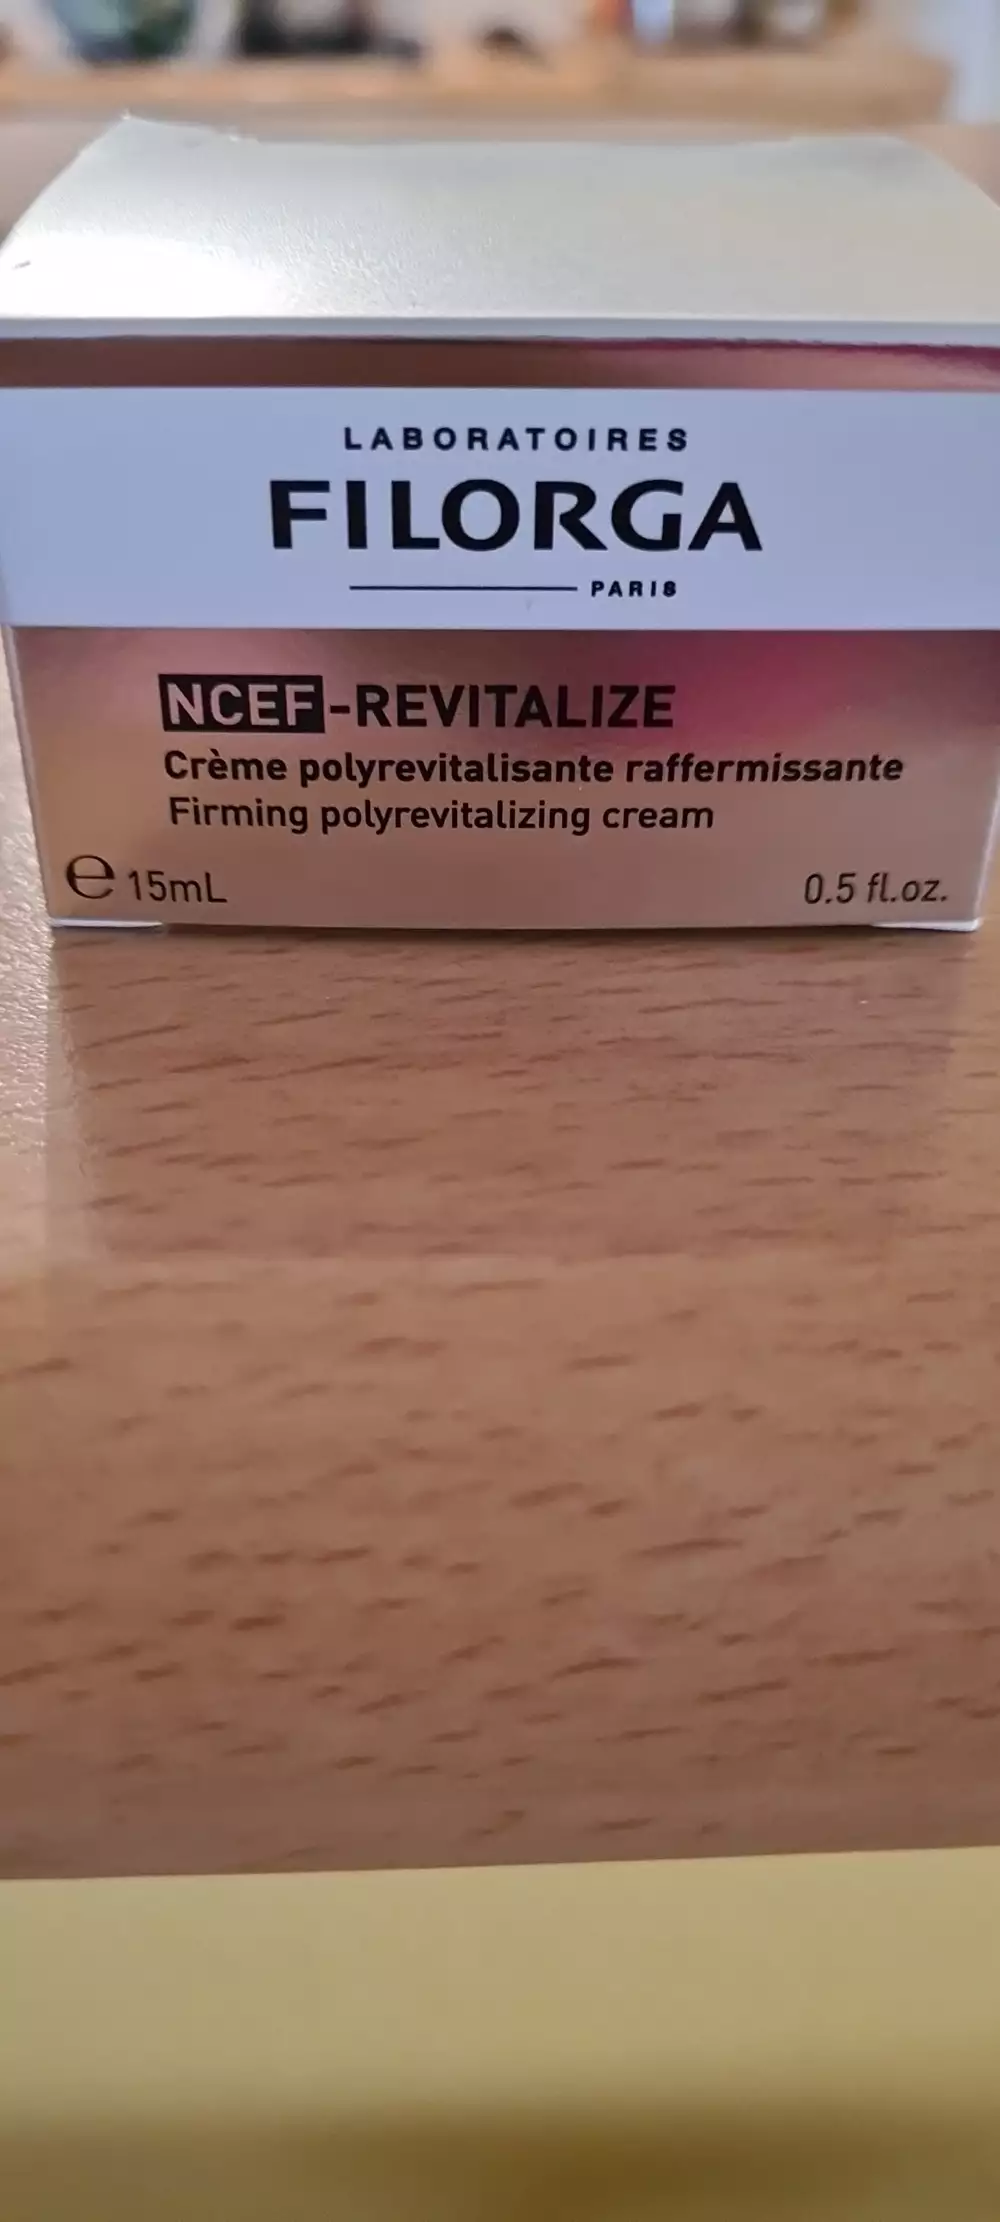 LABORATOIRES
FILORGA
PARIS
NCEF-REVITALIZE
Crème polyrevitalisante raffermissante
Firming polyrevitalizing cream
℮ 15mL
0.5 fl.oz.